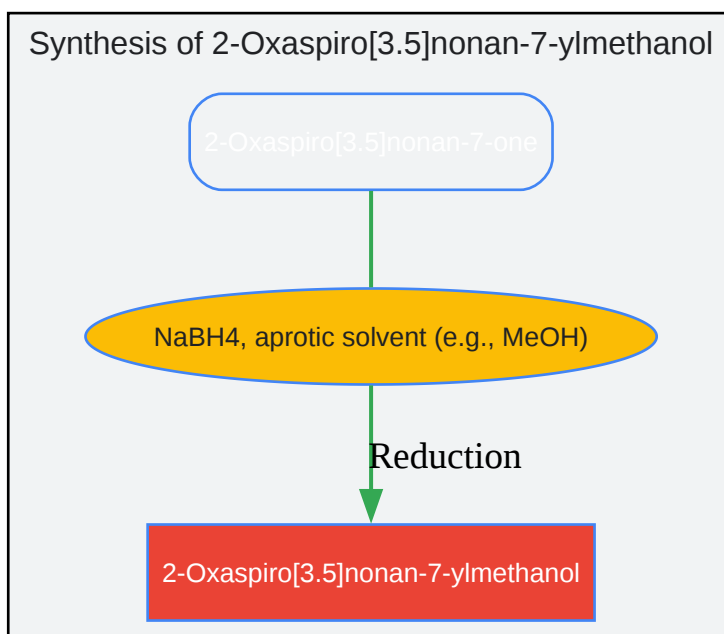 Synthesis of 2-Oxaspiro[3.5]nonan-7-ylmethanol
2-Oxaspiro[3.5]nonan-7-one
NaBH4, aprotic solvent (e.g., MeOH)
Reduction
2-Oxaspiro[3.5]nonan-7-ylmethanol